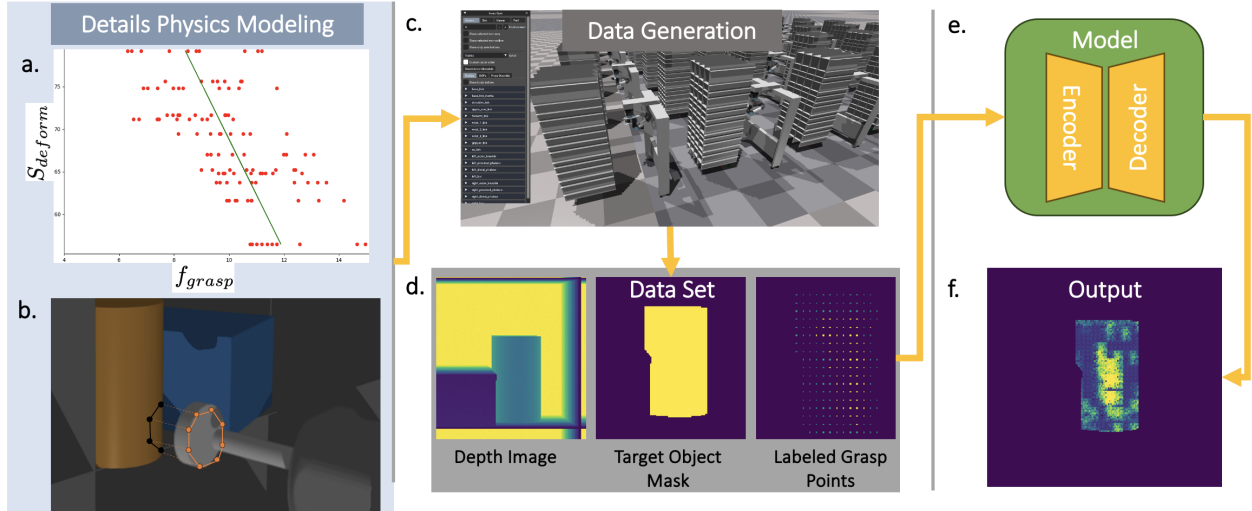 Details Physics Modeling
a.
75
70
65
60
S_deform
4
6
8
10
12
14
f_grasp
b.
c.
Data Generation
d.
Data Set
Depth Image
Target Object
Mask
Labeled Grasp
Points
e.
Model
Encoder
Decoder
f.
Output